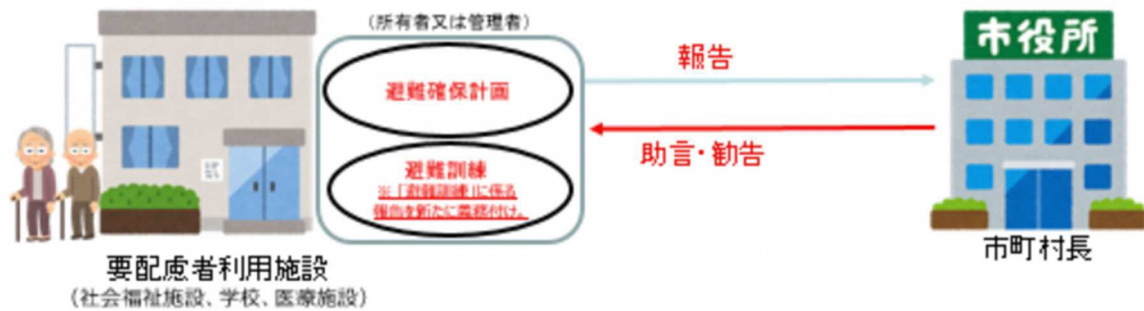 (所有者又は管理者)
避難確保計画
避難訓練
※「避難訓練」に係る
報告を新たに義務付け。
報告
助言・勧告
市役所
市町村長
要配慮者利用施設
(社会福祉施設、学校、医療施設)